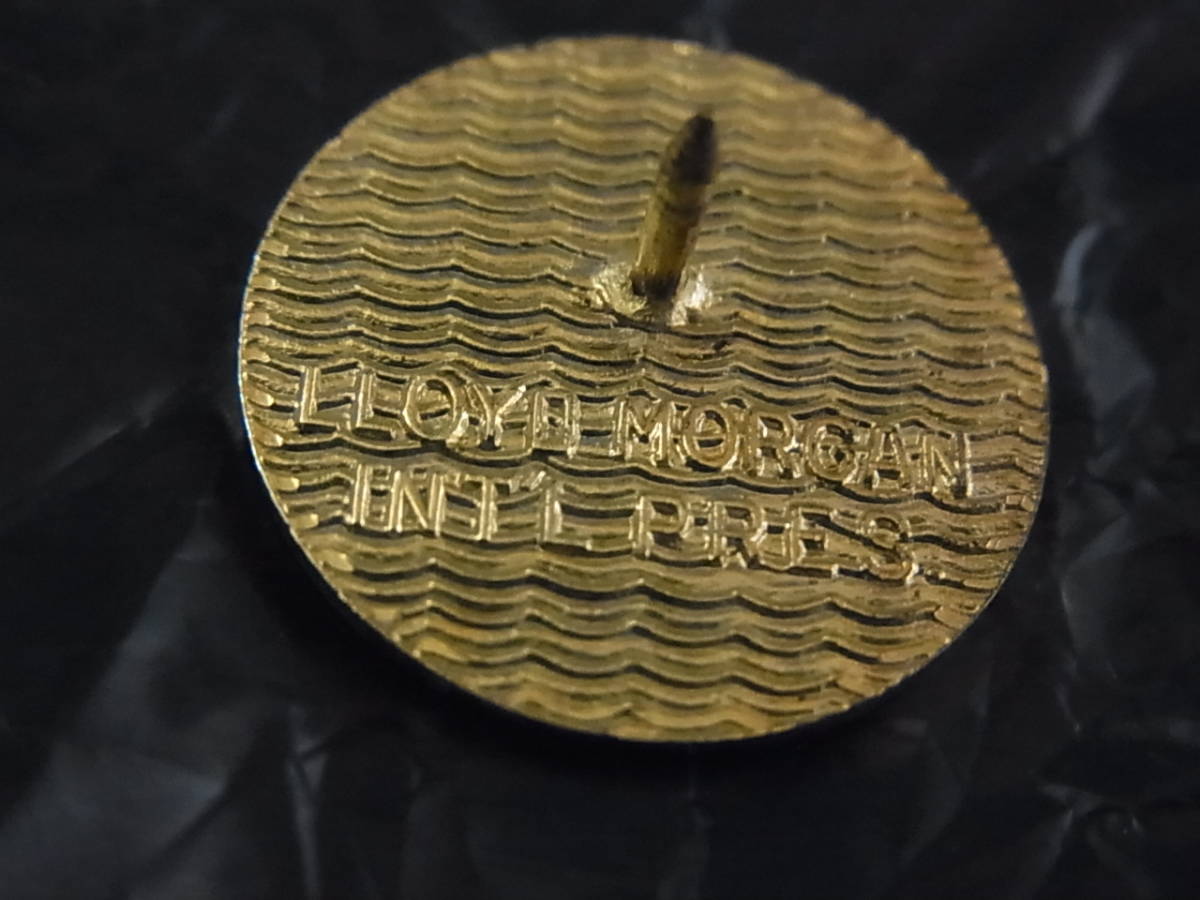 LLOYD MORGAN
INT'L PRES.